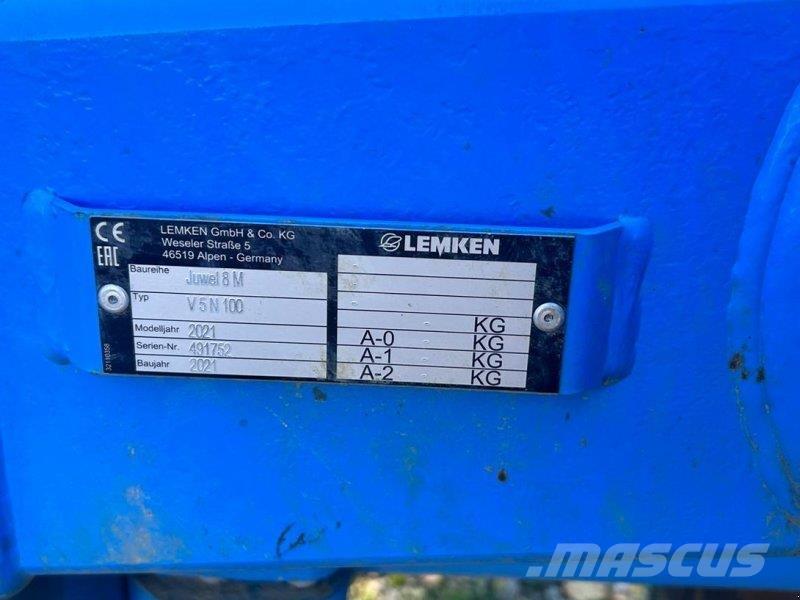 CE
EAC
LEMKEN GmbH & Co. KG
Weseler Straße 5
46519 Alpen - Germany
LEMKEN
Baureihe Juwel 8 M
Typ V 5 N 100
Modelljahr 2021
Serien-Nr. 491752
Baujahr 2021
KG
A-0 KG
A-1 KG
A-2
KG
32110358
MASCUS